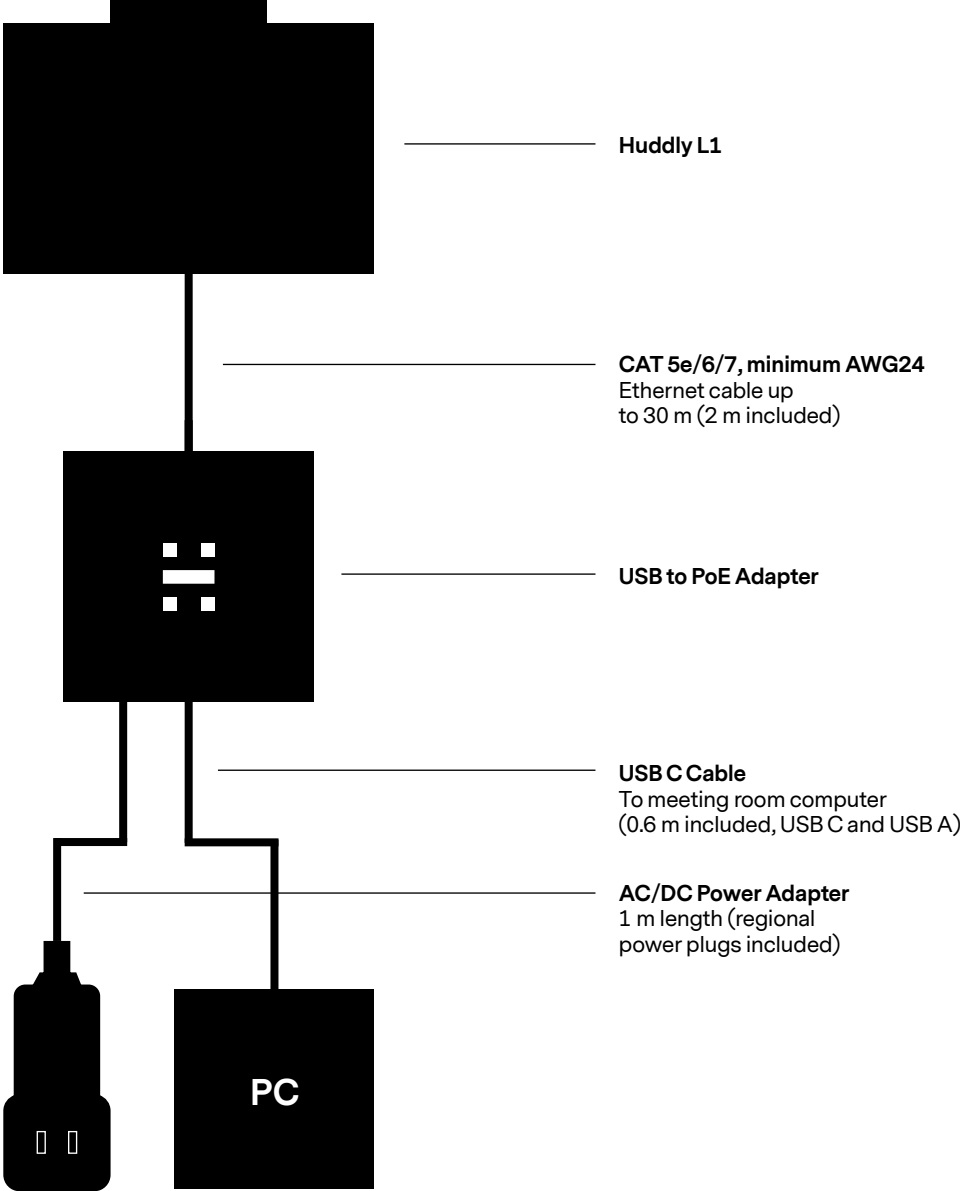 Huddly L1
CAT 5e/6/7, minimum AWG24
Ethernet cable up
to 30 m (2 m included)
USB to PoE Adapter
USB C Cable
To meeting room computer
(0.6 m included, USB C and USB A)
AC/DC Power Adapter
1 m length (regional
power plugs included)
PC